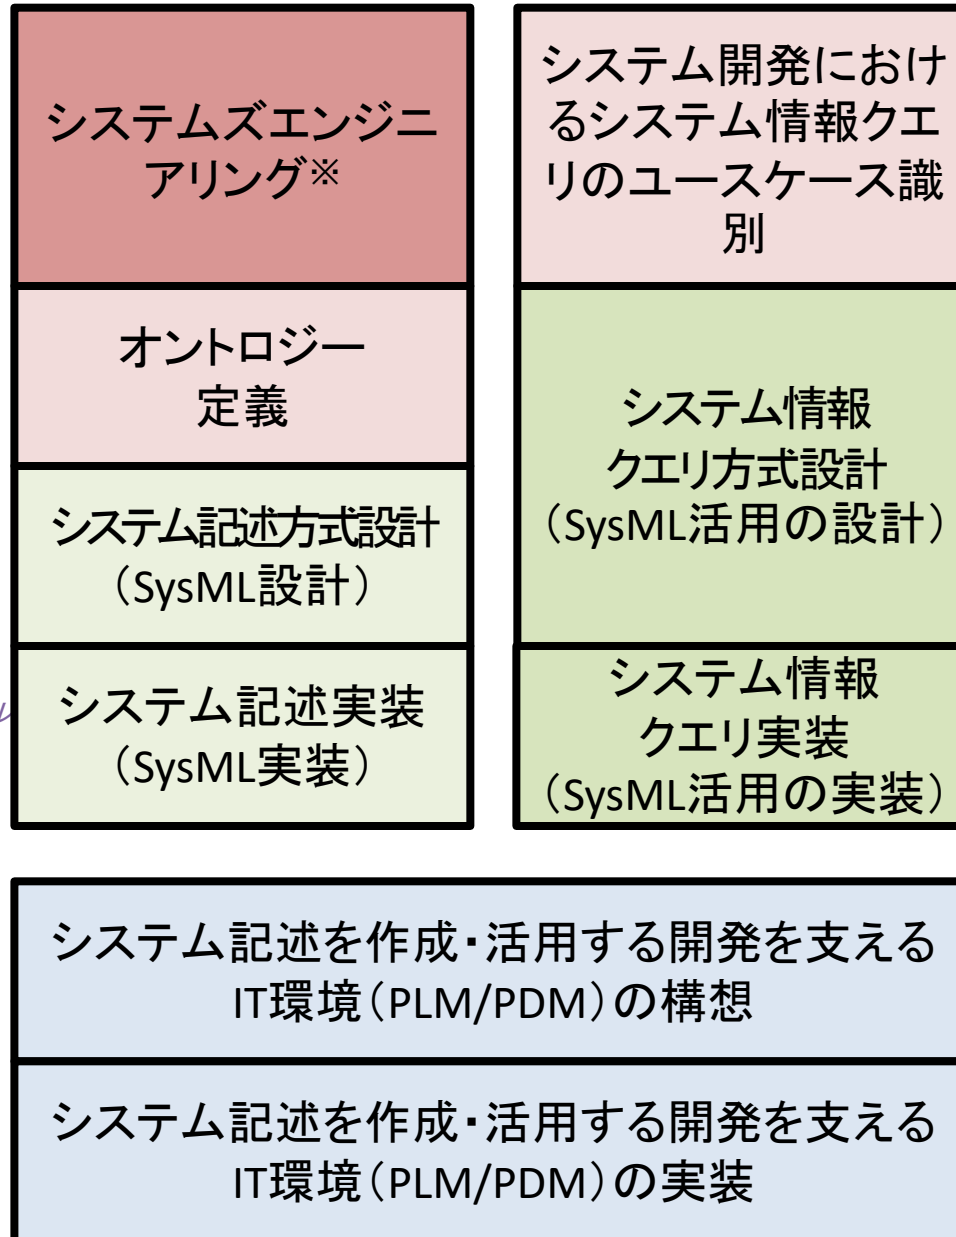 システムズエンジニ
アリング※
オントロジー
定義
システム記述方式設計
（SysML設計）
システム記述実装
（SysML実装）
システム開発におけ
るシステム情報クエ
リのユースケース識
別
システム情報
クエリ方式設計
（SysML活用の設計）
システム情報
クエリ実装
（SysML活用の実装）
システム記述を作成・活用する開発を支える
IT環境（PLM/PDM）の構想
システム記述を作成・活用する開発を支える
IT環境（PLM/PDM）の実装